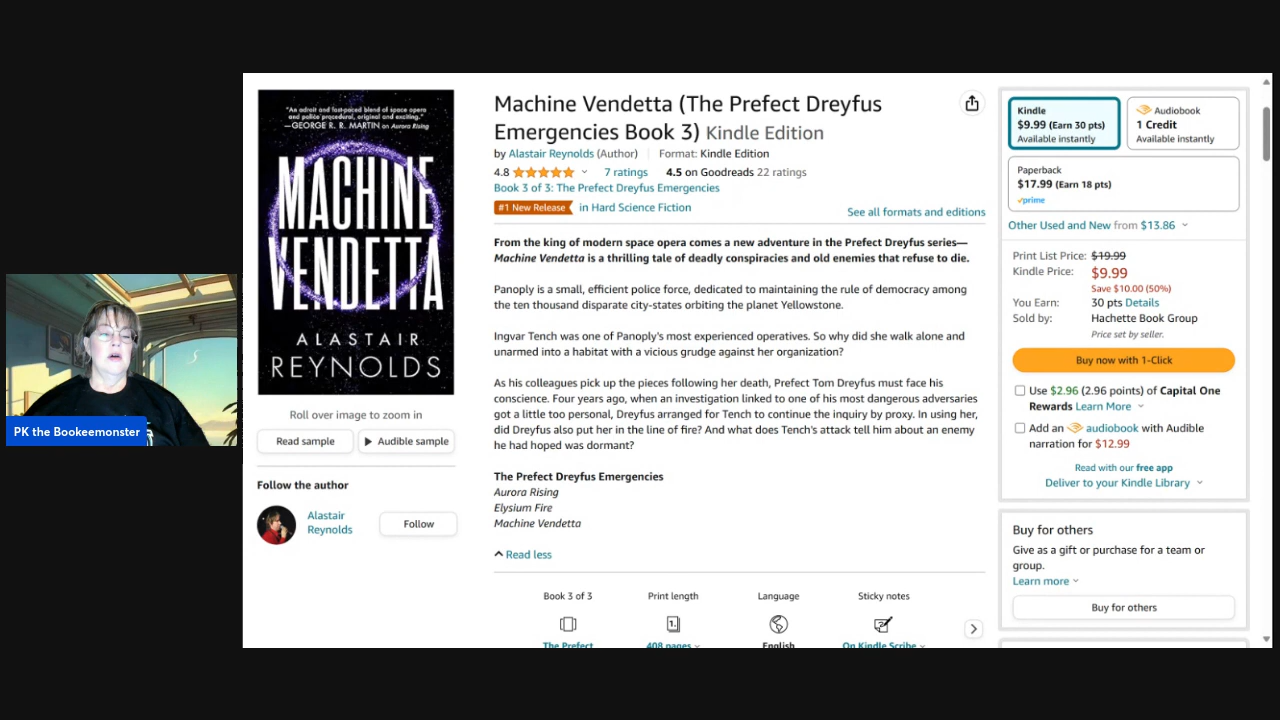 "An adroit and fast-paced blend of space opera
and police procedural, original and exciting."
—GEORGE R. R. MARTIN on Aurora Rising
MACHINE
VENDETTA
ALASTAIR
REYNOLDS
Roll over image to zoom in
Read sample
Audible sample
Follow the author
Alastair
Reynolds
Follow
PK the Bookeemonster
Machine Vendetta (The Prefect Dreyfus
Emergencies Book 3) Kindle Edition
by Alastair Reynolds (Author) Format: Kindle Edition
4.8 7 ratings 4.5 on Goodreads 22 ratings
Book 3 of 3: The Prefect Dreyfus Emergencies
#1 New Release in Hard Science Fiction
See all formats and editions
From the king of modern space opera comes a new adventure in the Prefect Dreyfus series—
Machine Vendetta is a thrilling tale of deadly conspiracies and old enemies that refuse to die.
Panoply is a small, efficient police force, dedicated to maintaining the rule of democracy among
the ten thousand disparate city-states orbiting the planet Yellowstone.
Ingvar Tench was one of Panoply's most experienced operatives. So why did she walk alone and
unarmed into a habitat with a vicious grudge against her organization?
As his colleagues pick up the pieces following her death, Prefect Tom Dreyfus must face his
conscience. Four years ago, when an investigation linked to one of his most dangerous adversaries
got a little too personal, Dreyfus arranged for Tench to continue the inquiry by proxy. In using her,
did Dreyfus also put her in the line of fire? And what does Tench's attack tell him about an enemy
he had hoped was dormant?
The Prefect Dreyfus Emergencies
Aurora Rising
Elysium Fire
Machine Vendetta
Read less
Book 3 of 3
Print length
Language
Sticky notes
The Prefect
408 pages
English
On Kindle Scribe
Kindle
$9.99 (Earn 30 pts)
Available instantly
Audiobook
1 Credit
Available instantly
Paperback
$17.99 (Earn 18 pts)
prime
Other Used and New from $13.86
Print List Price: $19.99
Kindle Price: $9.99
Save $10.00 (50%)
You Earn: 30 pts Details
Sold by: Hachette Book Group
Price set by seller.
Buy now with 1-Click
Use $2.96 (2.96 points) of Capital One
Rewards Learn More
Add an audiobook with Audible
narration for $12.99
Read with our free app
Deliver to your Kindle Library
Buy for others
Give as a gift or purchase for a team or
group.
Learn more
Buy for others